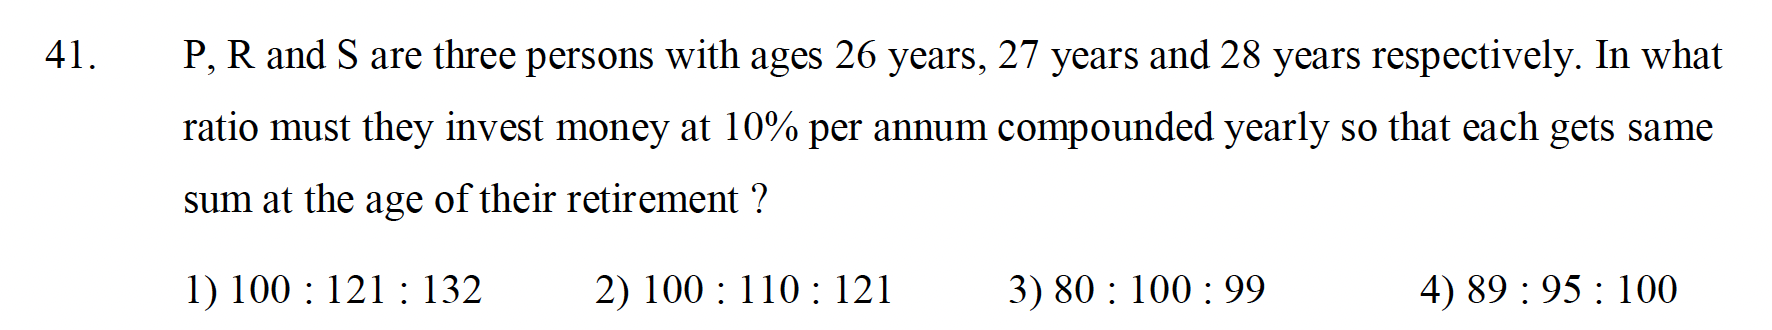 41. P, R and S are three persons with ages 26 years, 27 years and 28 years respectively. In what
ratio must they invest money at 10% per annum compounded yearly so that each gets same
sum at the age of their retirement ?
1) 100 : 121 : 132 2) 100 : 110 : 121 3) 80 : 100 : 99 4) 89 : 95 : 100